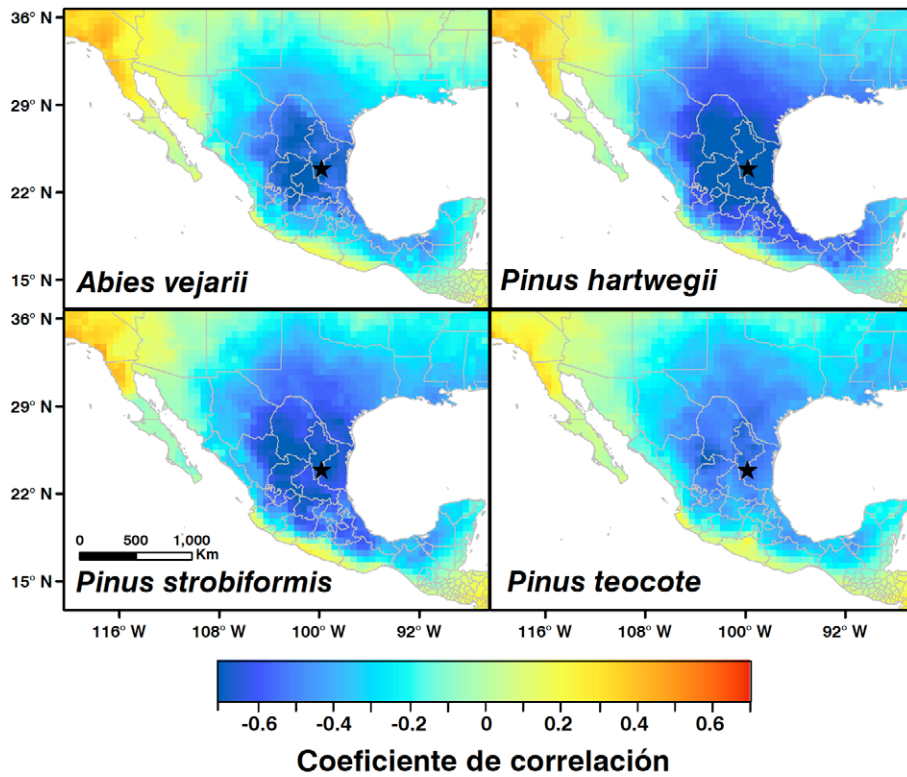 36° N
29° N
22° N
15° N
Abies vejarii
Pinus hartwegii
36° N
29° N
22° N
15° N
0 500 1,000
Km
Pinus strobiformis
Pinus teocote
116° W 108° W 100° W 92° W 116° W 108° W 100° W 92° W
-0.6 -0.4 -0.2 0 0.2 0.4 0.6
Coeficiente de correlación